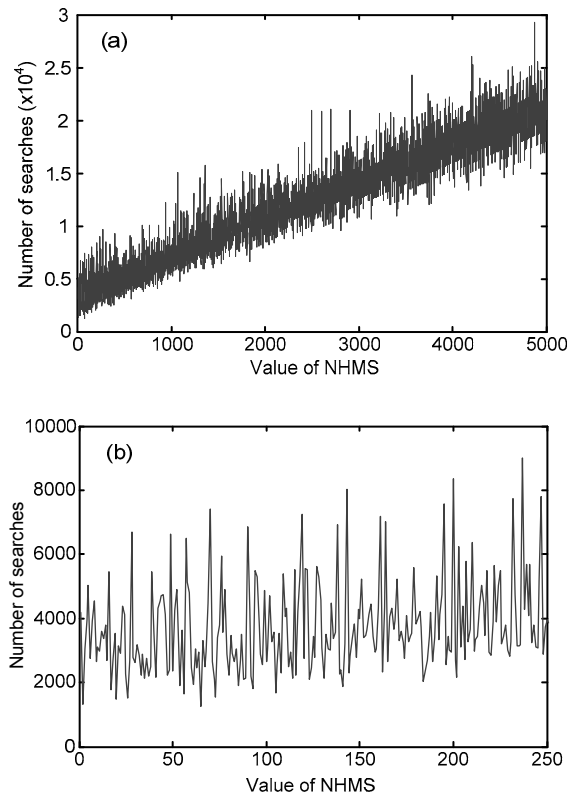 (a)
Number of searches (x10⁴)
3
2.5
2
1.5
1
0.5
0
0 1000 2000 3000 4000 5000
Value of NHMS
(b)
Number of searches
10000
8000
6000
4000
2000
0
0 50 100 150 200 250
Value of NHMS